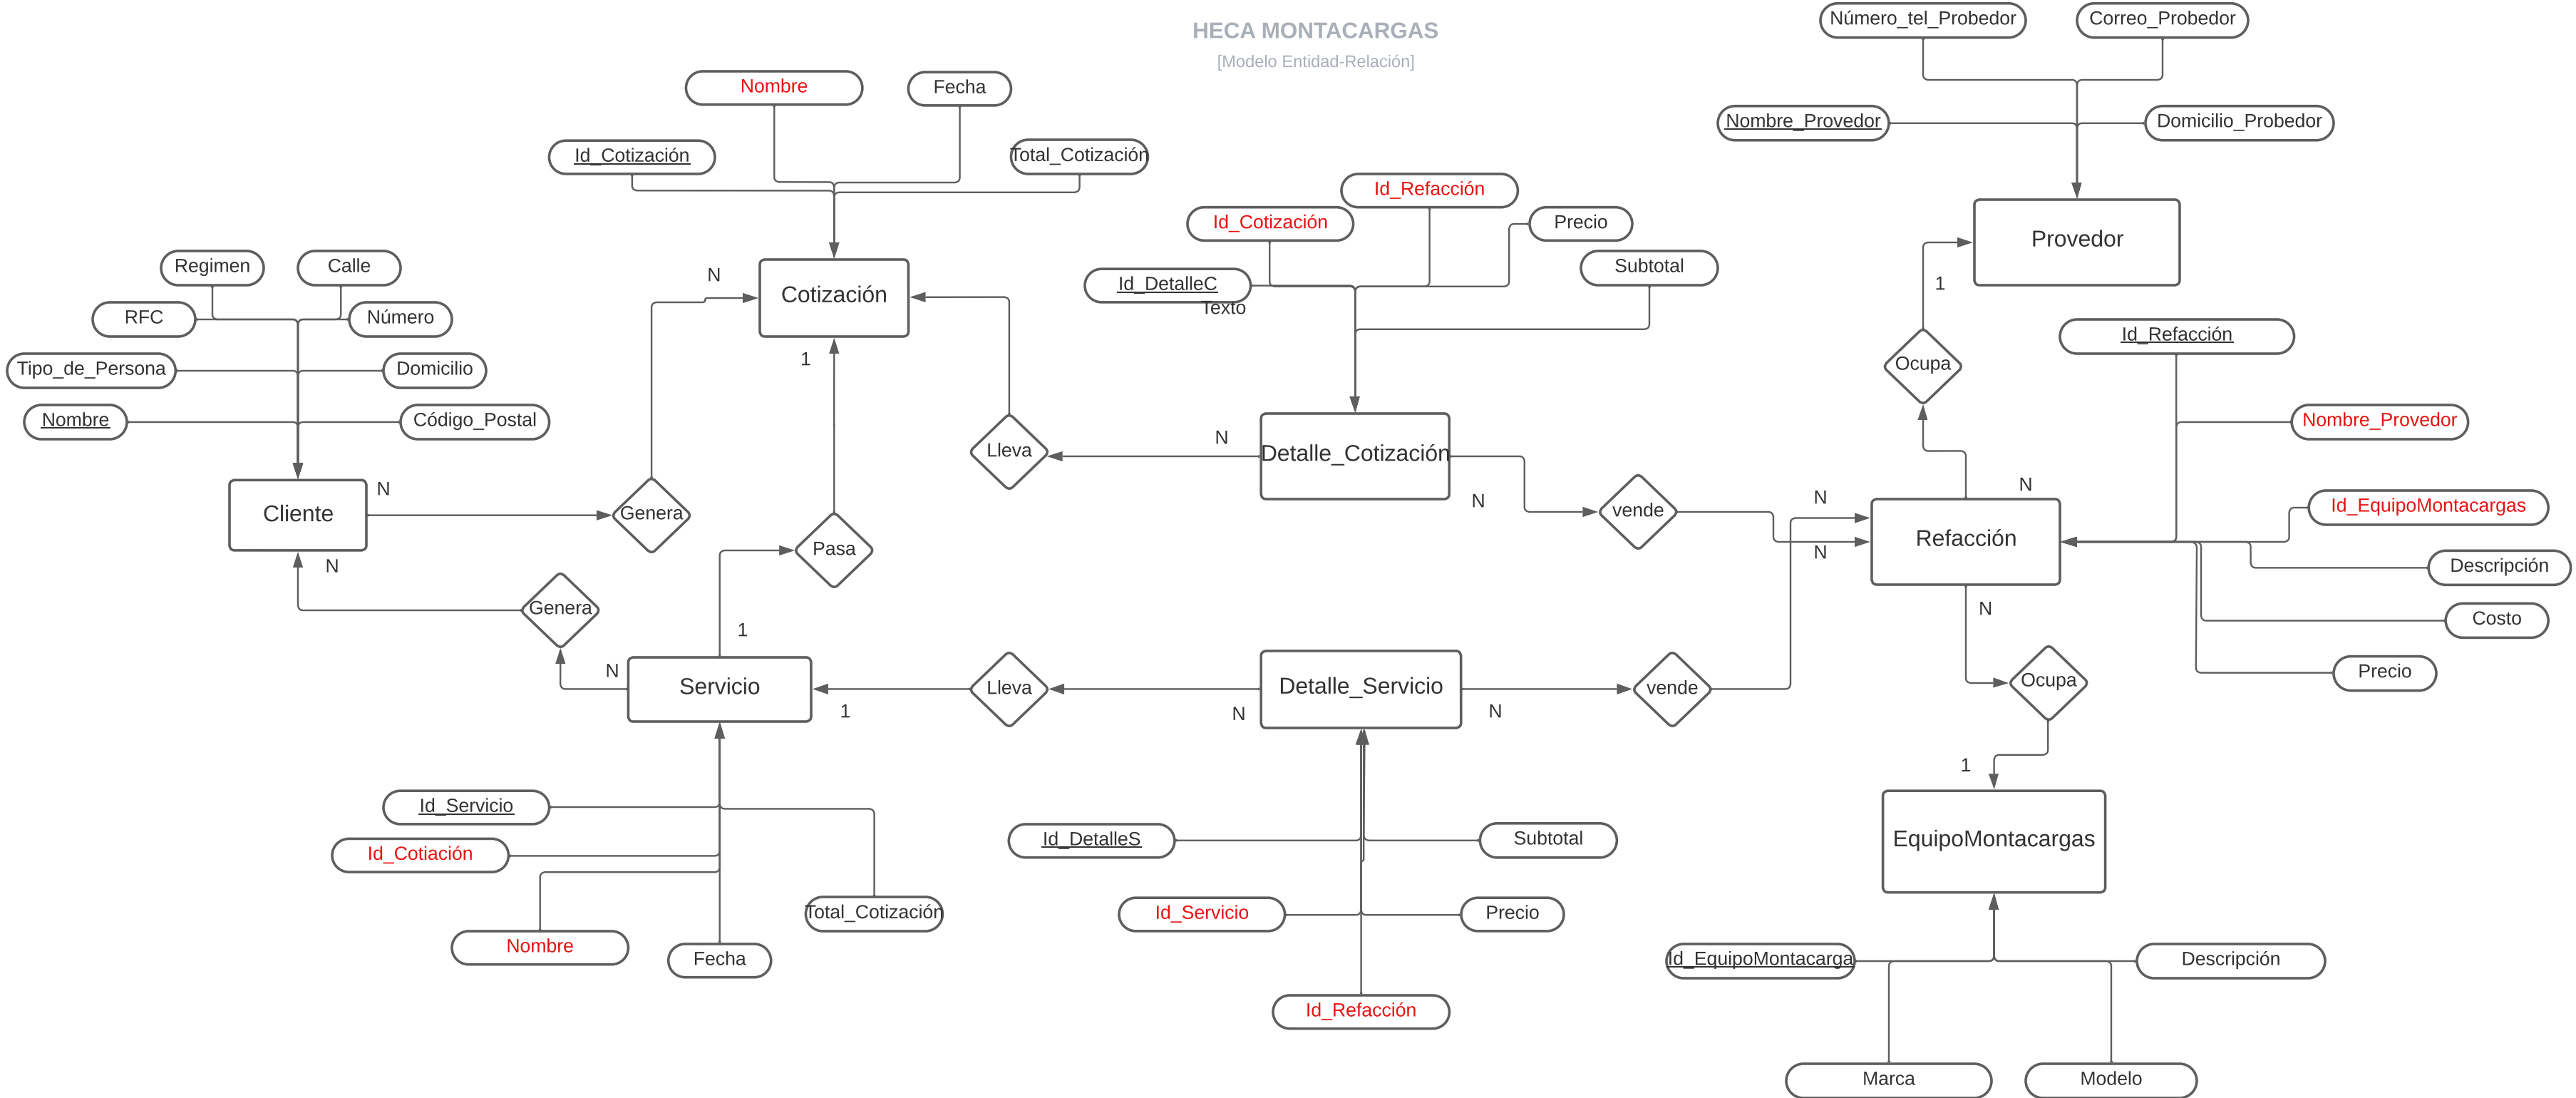 HECA MONTACARGAS
[Modelo Entidad-Relación]
Número_tel_Probedor
Correo_Probedor
Nombre_Provedor
Domicilio_Probedor
Provedor
Nombre
Fecha
Id_Cotización
Total_Cotización
Cotización
Id_Refacción
Id_Cotización
Precio
Id_DetalleC
Texto
Subtotal
Detalle_Cotización
Regimen
Calle
RFC
Número
Tipo_de_Persona
Domicilio
Nombre
Código_Postal
Cliente
N
N
N
1
Genera
Pasa
Lleva
N
N
vende
N
N
1
Ocupa
N
Id_Refacción
Nombre_Provedor
Id_EquipoMontacargas
Descripción
Costo
Precio
Refacción
N
Ocupa
1
Genera
N
1
Servicio
1
Lleva
N
Detalle_Servicio
N
vende
EquipoMontacargas
Id_Servicio
Id_Cotiación
Nombre
Fecha
Total_Cotización
Id_DetalleS
Subtotal
Id_Servicio
Precio
Id_Refacción
Id_EquipoMontacarga
Descripción
Marca
Modelo